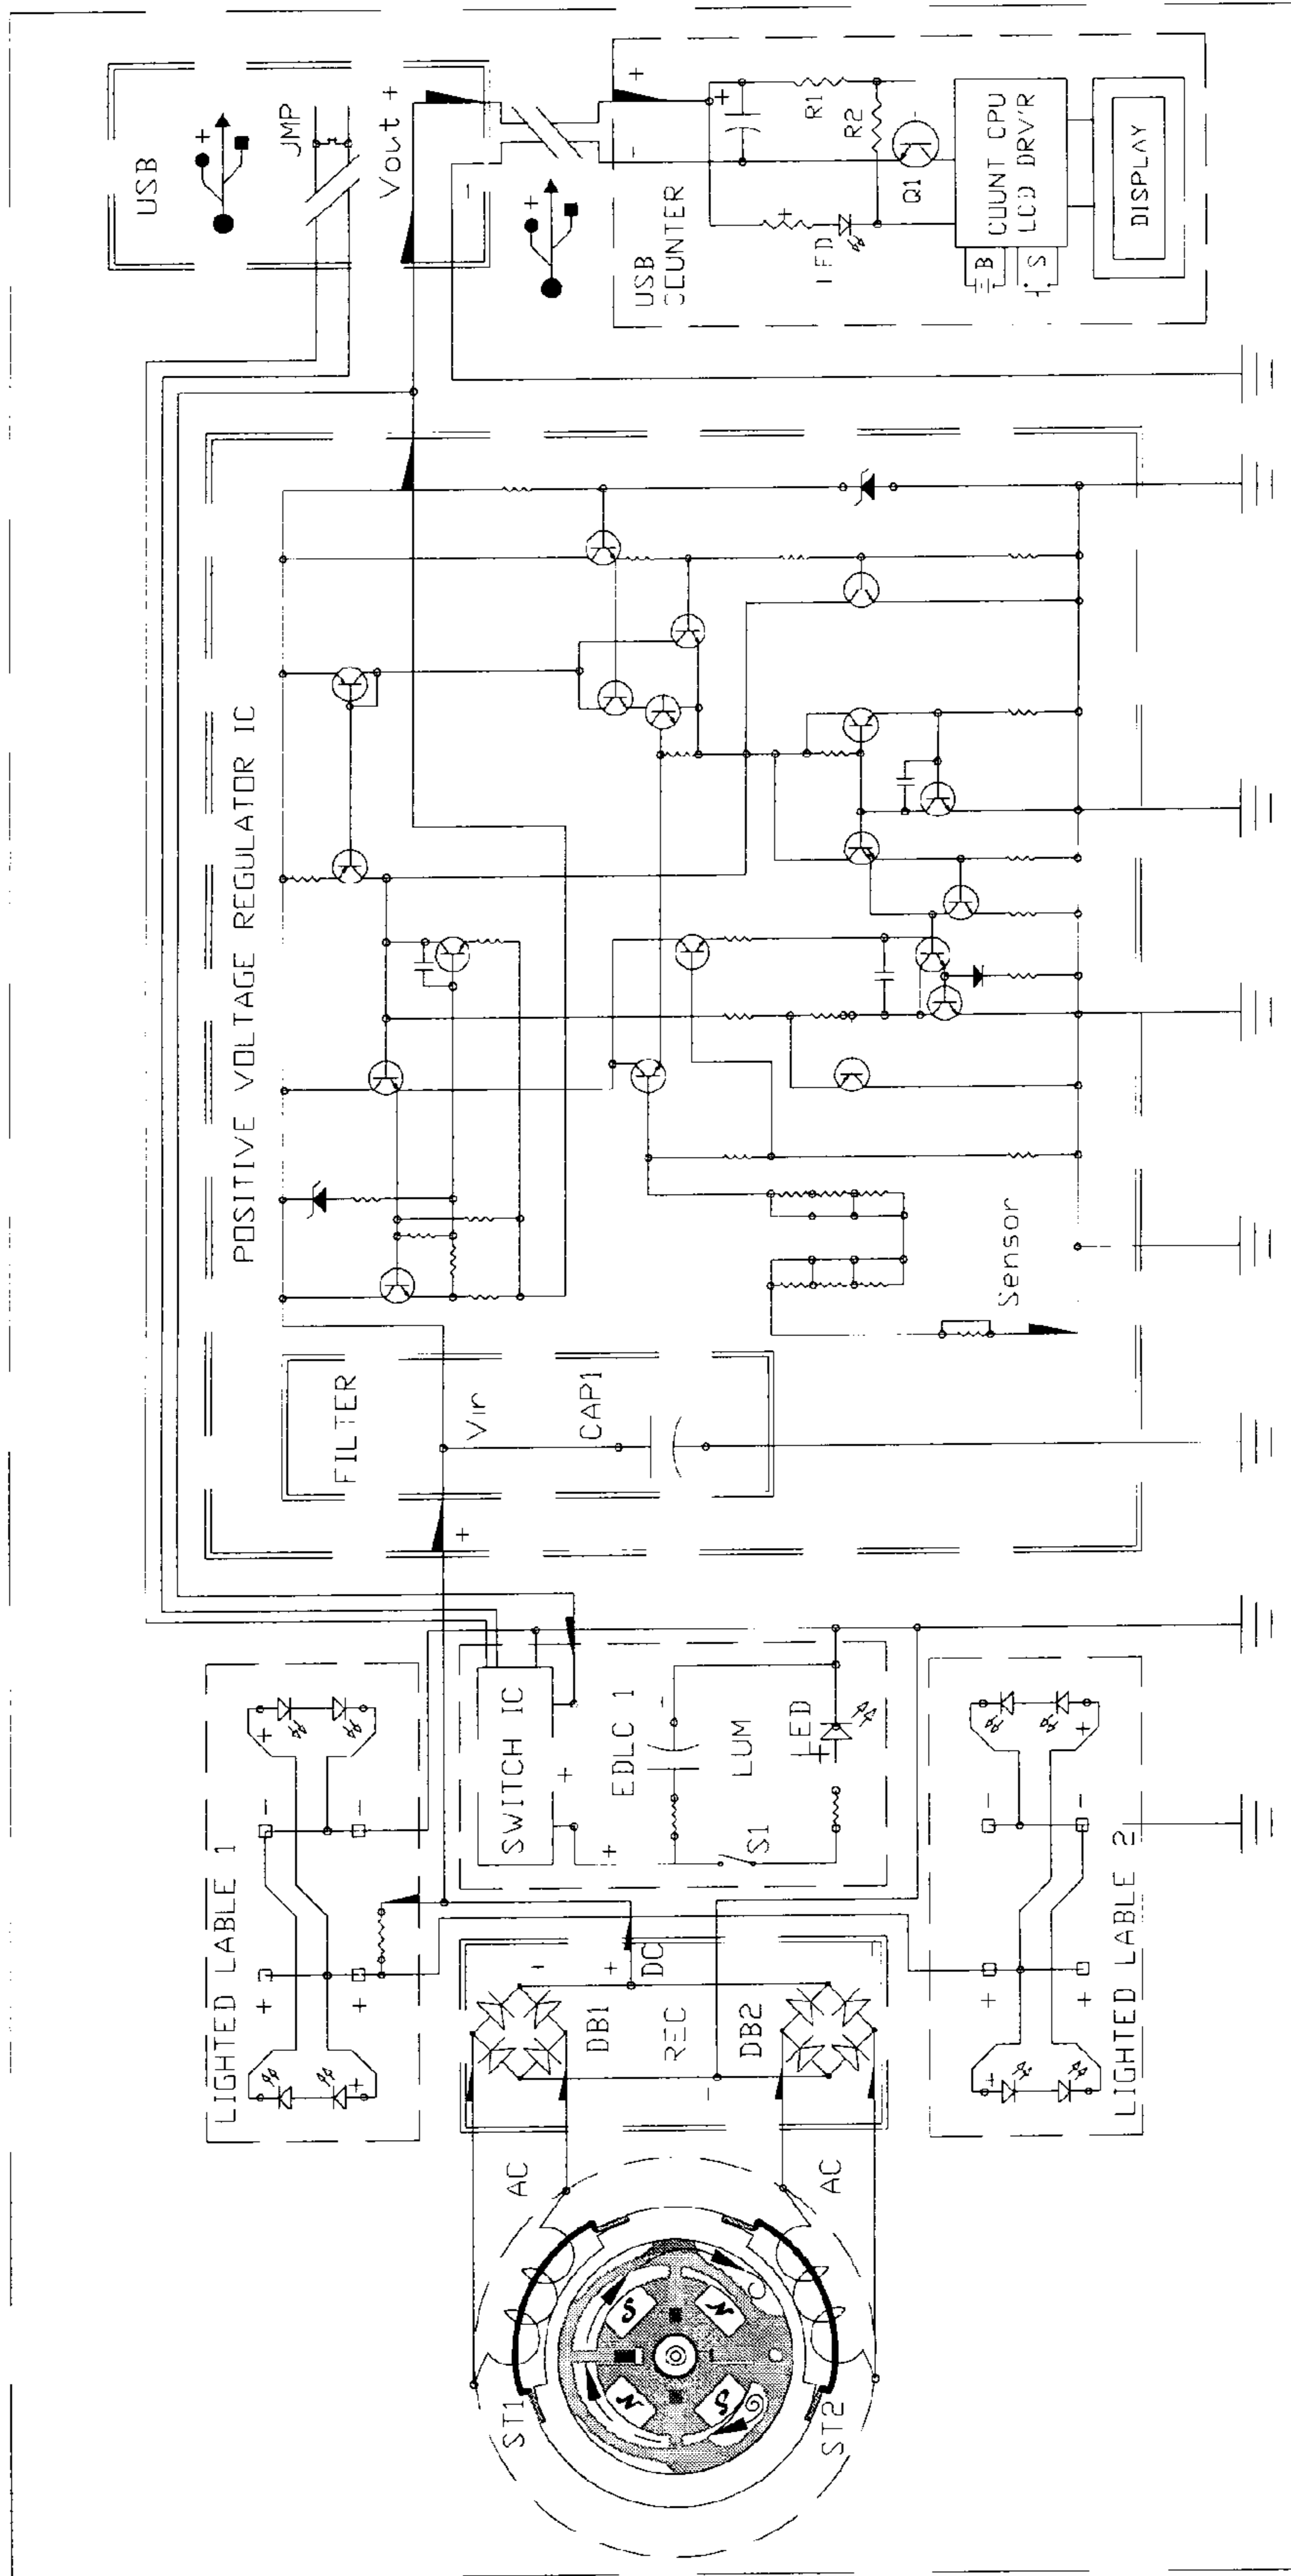 USB
JMP
Vout +
-
+
-
+
R1
R2
Q1
LED
USB
COUNTER
COUNT CPU
LCD DRV'R
B
S
DISPLAY
POSITIVE VOLTAGE REGULATOR IC
Sensor
FILTER
Vin
CAP1
+
LIGHTED LABLE 1
+
-
SWITCH IC
+
EDLC 1
-
LUM
LED
+
S1
LIGHTED LABLE 2
+
-
DB1
+
DC
REC
DB2
-
AC
AC
ST1
ST2
S
N
N
S